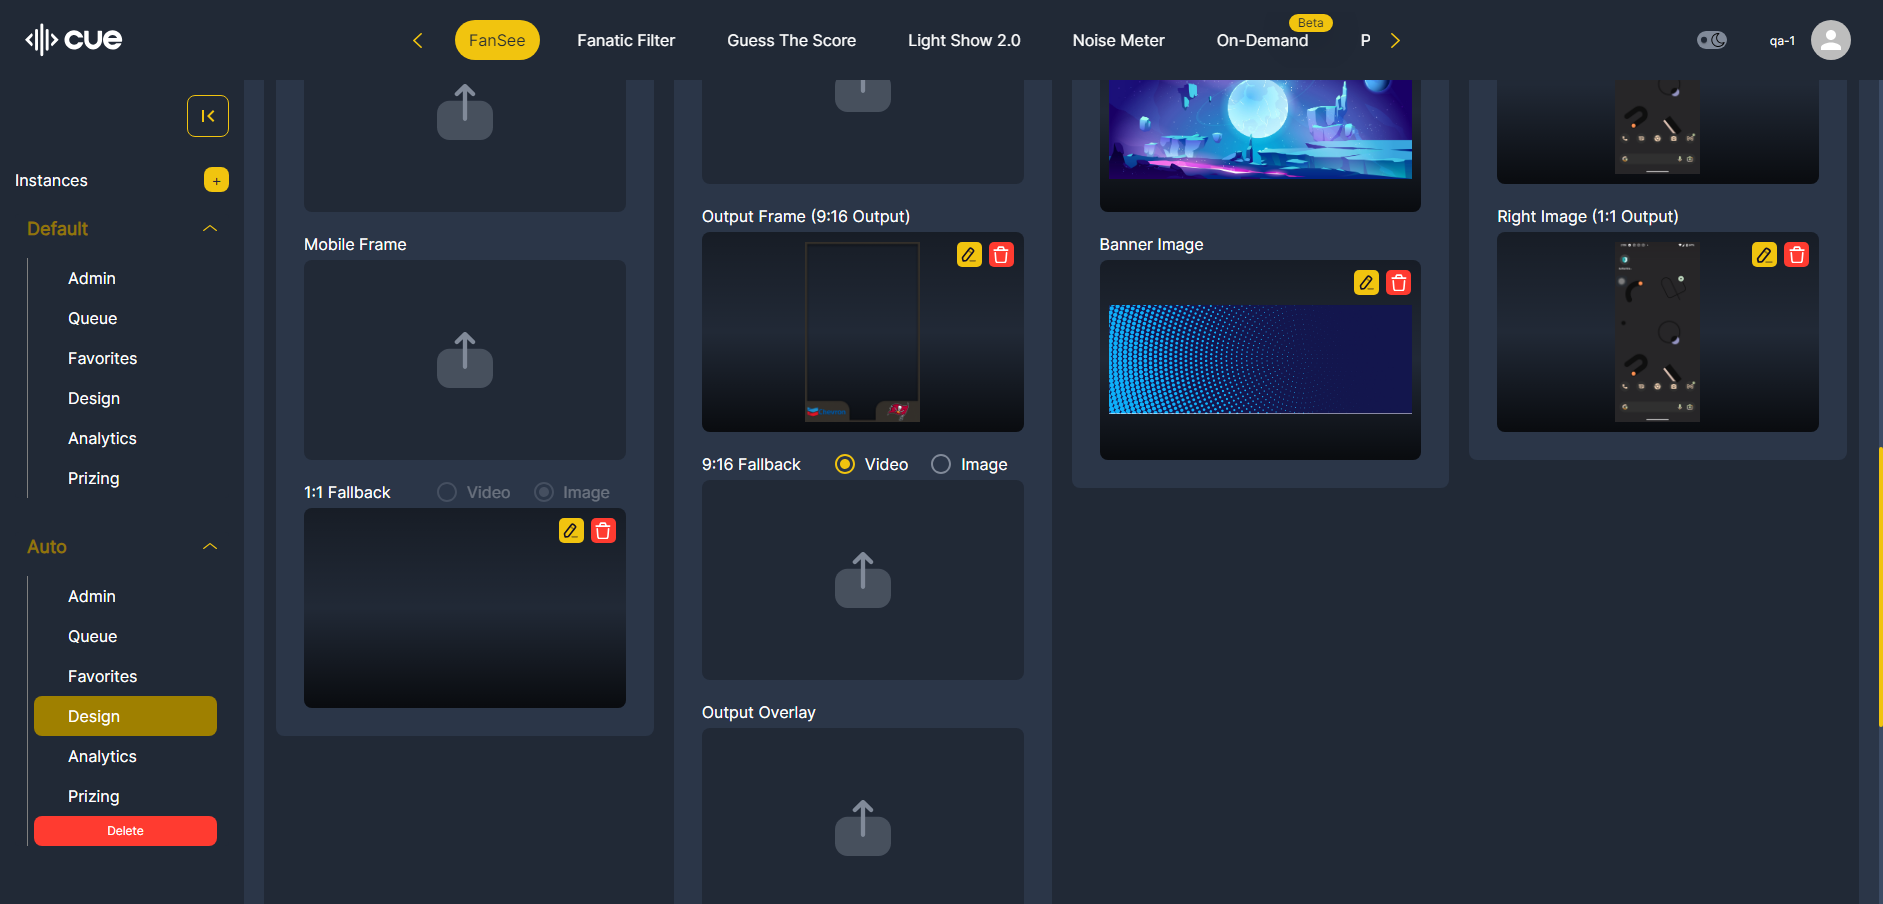 cue
FanSee
Fanatic Filter
Guess The Score
Light Show 2.0
Noise Meter
On-Demand
Beta
P
qa-1
Instances
+
Default
Admin
Queue
Favorites
Design
Analytics
Prizing
Auto
Admin
Queue
Favorites
Design
Analytics
Prizing
Delete
Mobile Frame
1:1 Fallback Video Image
Output Frame (9:16 Output)
9:16 Fallback Video Image
Output Overlay
Banner Image
Right Image (1:1 Output)